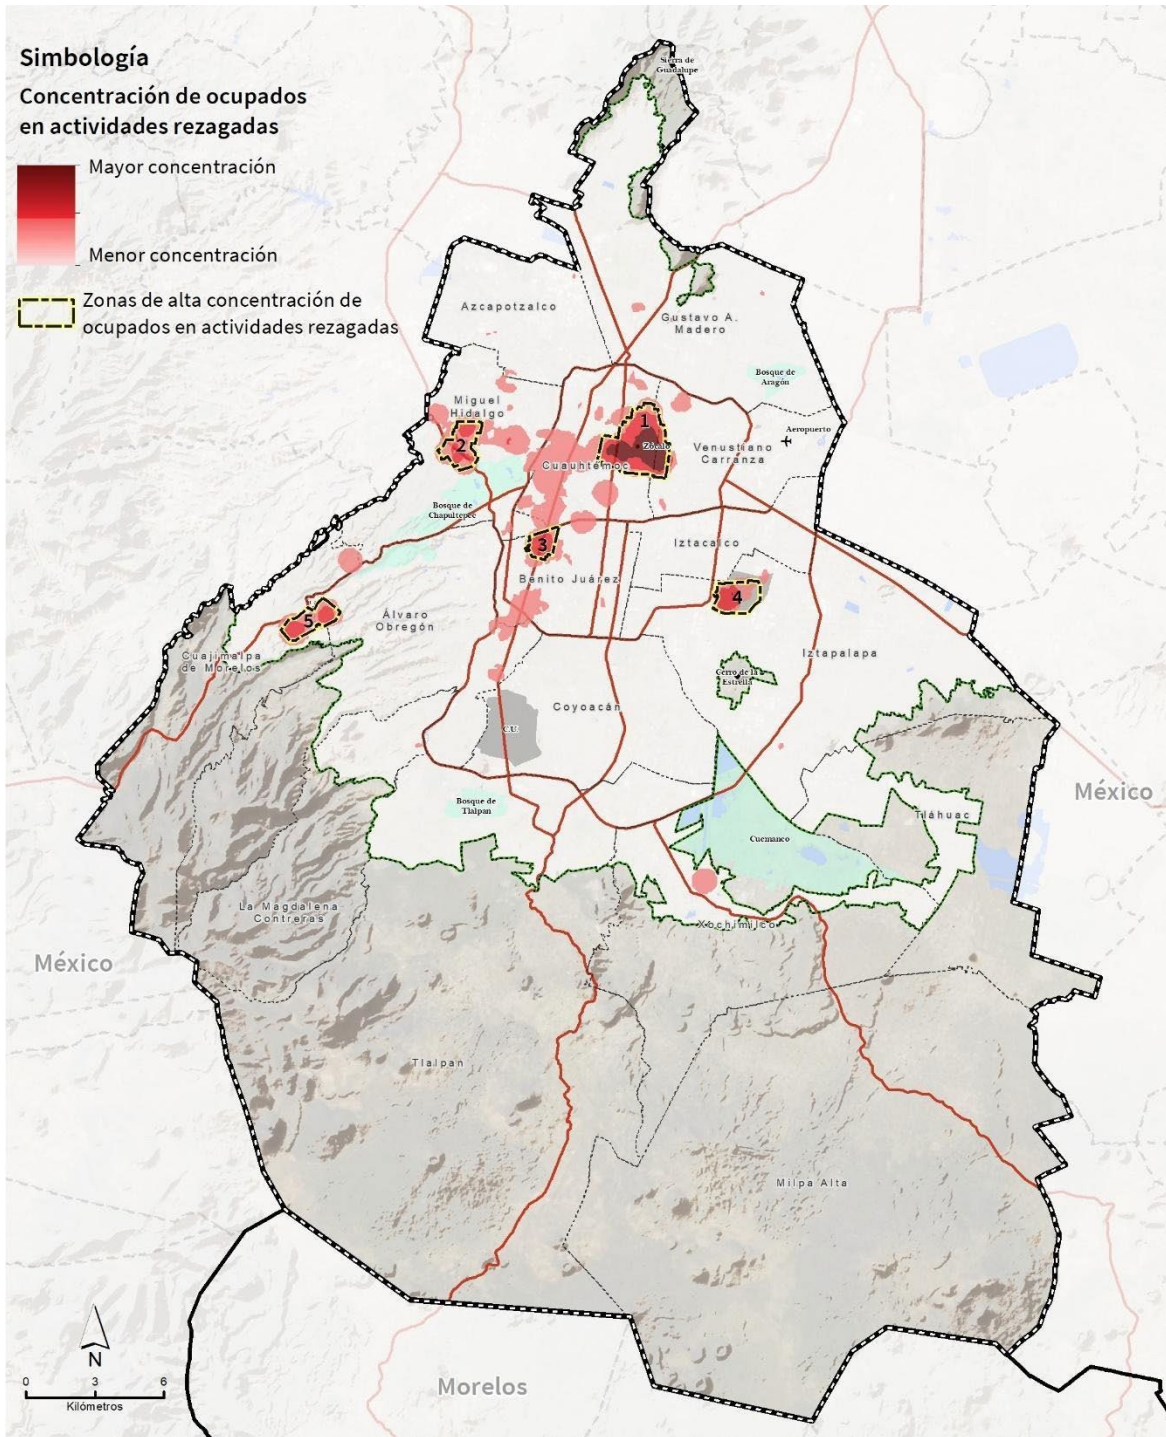 Simbología
Concentración de ocupados
en actividades rezagadas
Mayor concentración
Menor concentración
Zonas de alta concentración de
ocupados en actividades rezagadas
Sierra de
Guadalupe
Azcapotzalco
Gustavo A.
Madero
Bosque de
Aragón
Miguel
Hidalgo
1
Aeropuerto
2
Zócalo
Venustiano
Carranza
Cuauhtémoc
Bosque de
Chapultepec
3
Iztacalco
Benito Juárez
4
5
Álvaro
Obregón
Cuajimalpa
de Morelos
Iztapalapa
Cerro de la
Estrella
Coyoacán
C.U.
México
Bosque de
Tlalpan
Tláhuac
Cuemanco
La Magdalena
Contreras
Xochimilco
México
Tlalpan
Milpa Alta
N
0 3 6
Kilómetros
Morelos